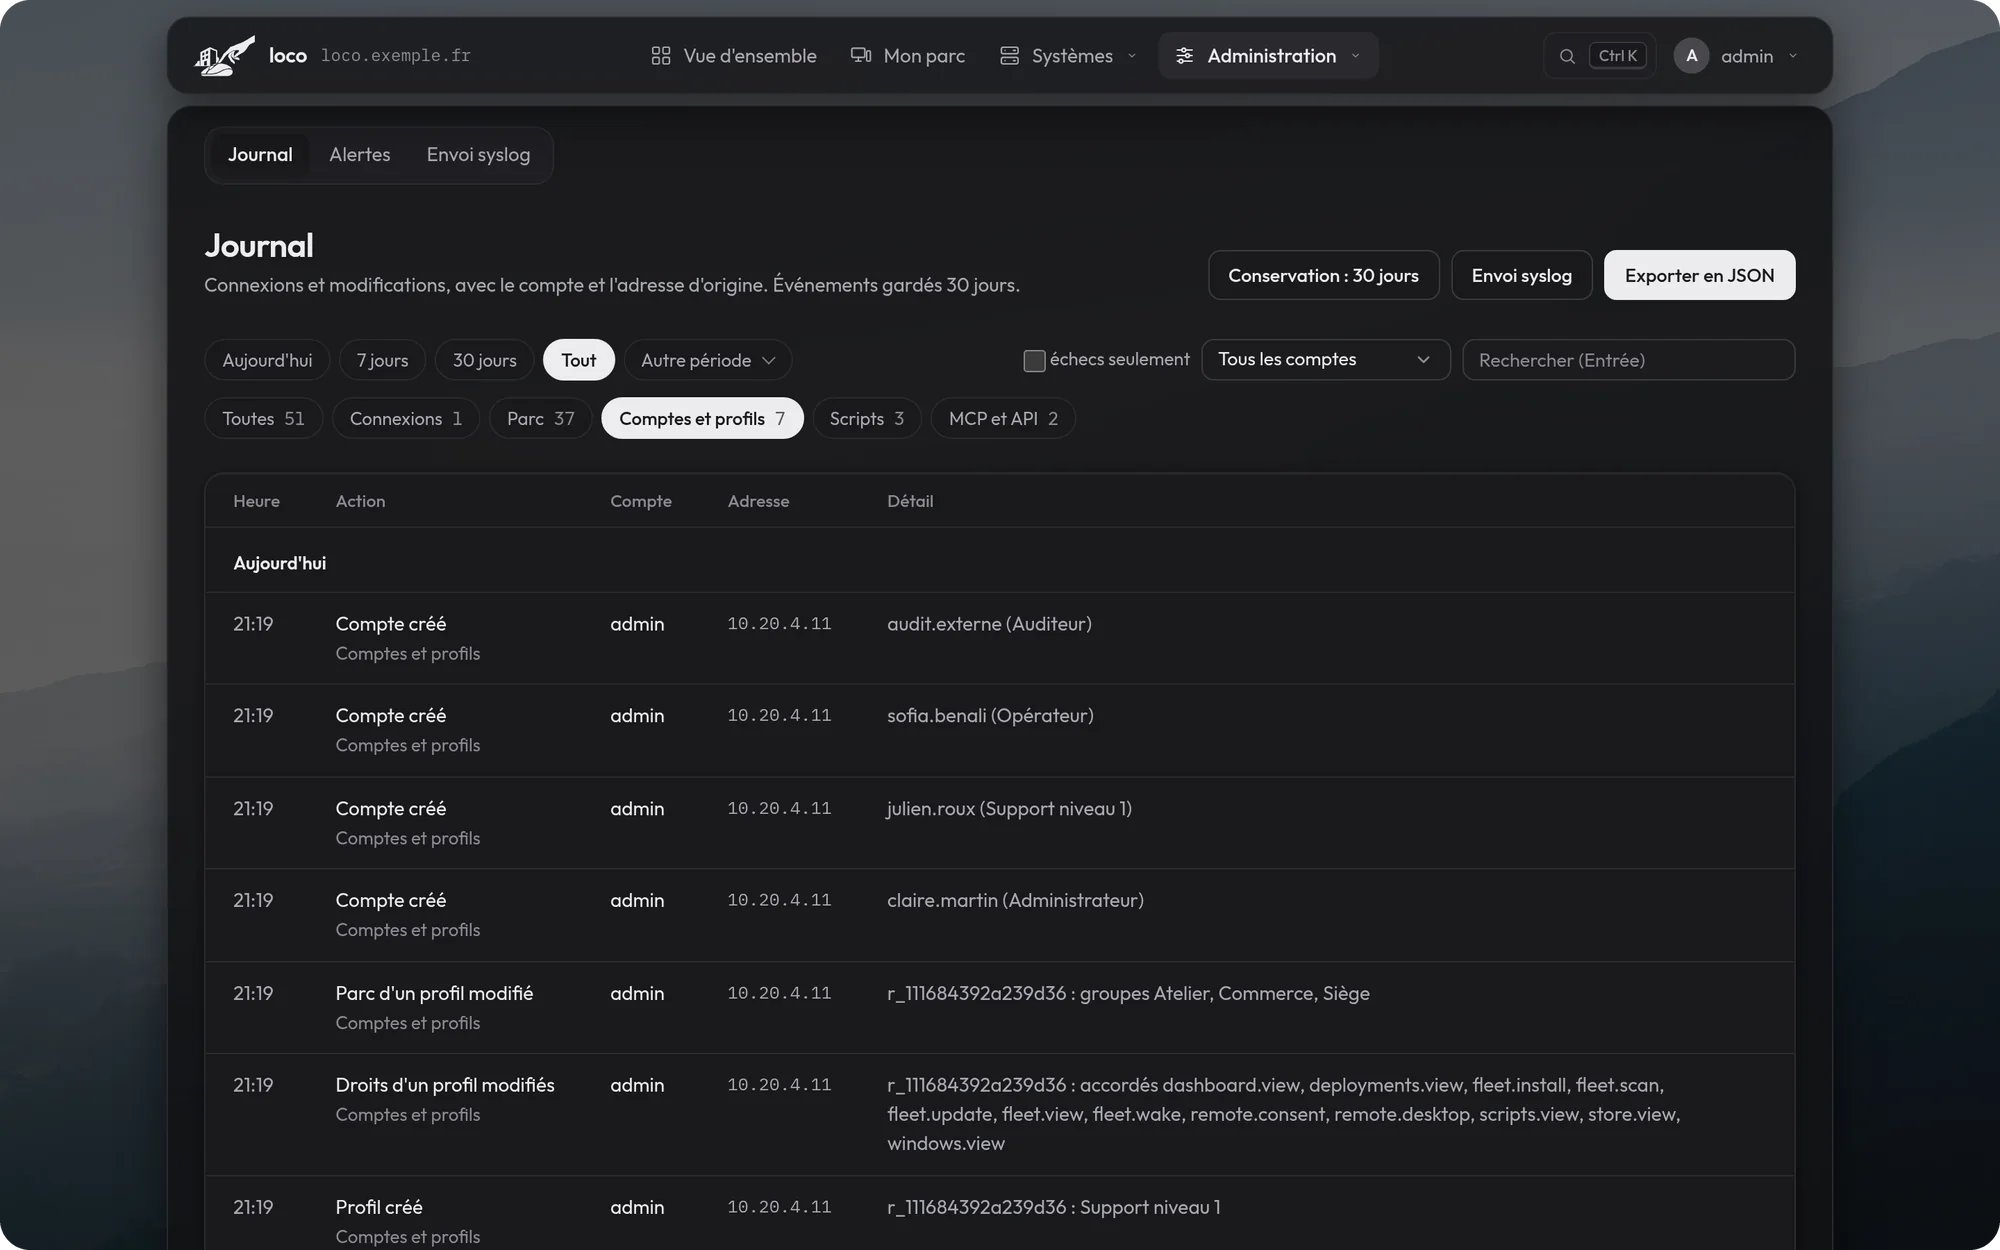 loco loco.exemple.fr Vue d'ensemble Mon parc Systèmes Administration Ctrl K A admin
Journal Alertes Envoi syslog
Journal
Connexions et modifications, avec le compte et l'adresse d'origine. Événements gardés 30 jours.
Conservation : 30 jours Envoi syslog Exporter en JSON
Aujourd'hui 7 jours 30 jours Tout Autre période échecs seulement Tous les comptes Rechercher (Entrée)
Toutes 51 Connexions 1 Parc 37 Comptes et profils 7 Scripts 3 MCP et API 2
Heure Action Compte Adresse Détail
Aujourd'hui
21:19 Compte créé admin 10.20.4.11 audit.externe (Auditeur)
Comptes et profils
21:19 Compte créé admin 10.20.4.11 sofia.benali (Opérateur)
Comptes et profils
21:19 Compte créé admin 10.20.4.11 julien.roux (Support niveau 1)
Comptes et profils
21:19 Compte créé admin 10.20.4.11 claire.martin (Administrateur)
Comptes et profils
21:19 Parc d'un profil modifié admin 10.20.4.11 r_111684392a239d36 : groupes Atelier, Commerce, Siège
Comptes et profils
21:19 Droits d'un profil modifiés admin 10.20.4.11 r_111684392a239d36 : accordés dashboard.view, deployments.view, fleet.install, fleet.scan,
Comptes et profils fleet.update, fleet.view, fleet.wake, remote.consent, remote.desktop, scripts.view, store.view,
windows.view
21:19 Profil créé admin 10.20.4.11 r_111684392a239d36 : Support niveau 1
Comptes et profils